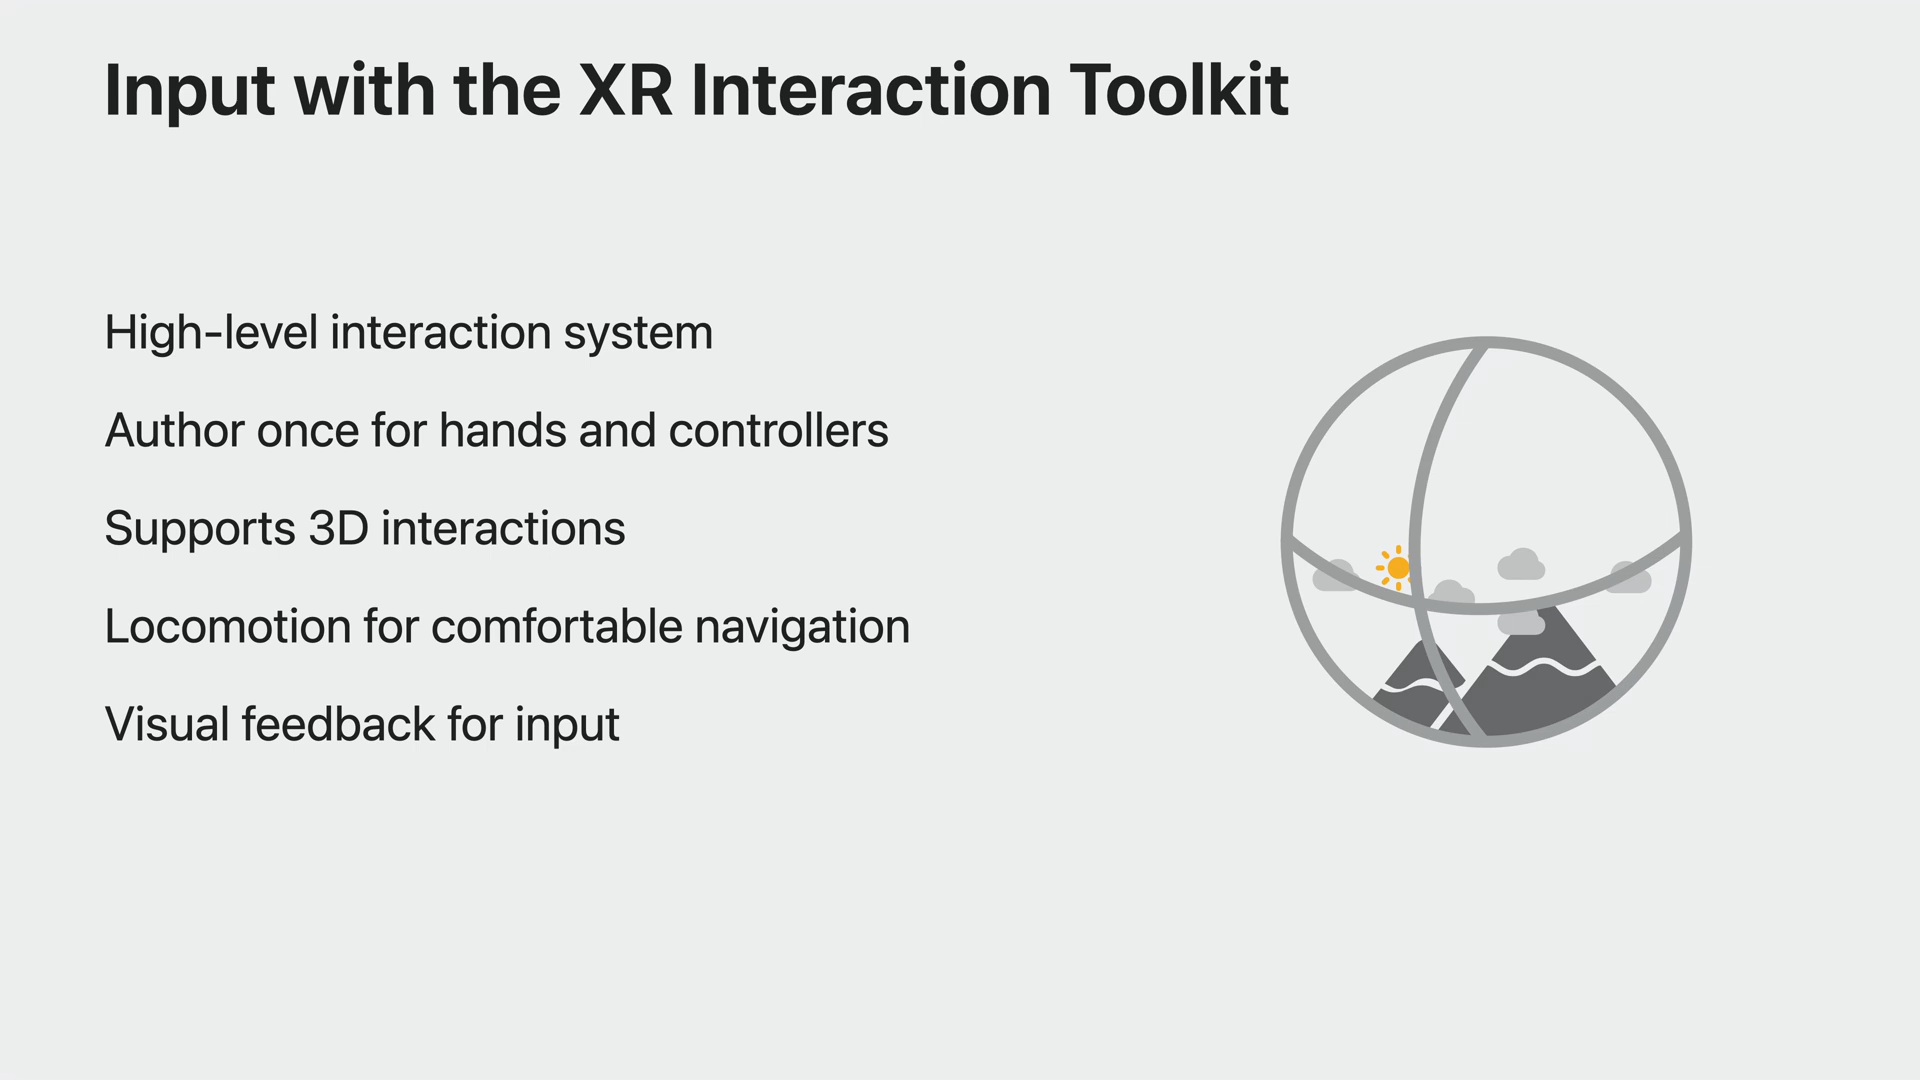 Input with the XR Interaction Toolkit
High-level interaction system
Author once for hands and controllers
Supports 3D interactions
Locomotion for comfortable navigation
Visual feedback for input